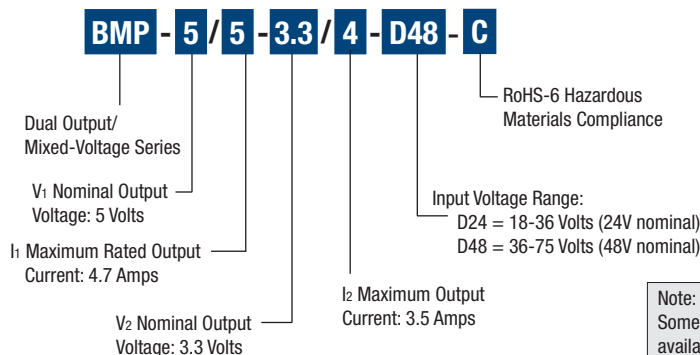 BMP - 5 / 5 - 3.3 / 4 - D48 - C
RoHS-6 Hazardous
Materials Compliance
Dual Output/
Mixed-Voltage Series
V1 Nominal Output
Voltage: 5 Volts
Input Voltage Range:
D24 = 18-36 Volts (24V nominal)
D48 = 36-75 Volts (48V nominal)
I1 Maximum Rated Output
Current: 4.7 Amps
I2 Maximum Output
Current: 3.5 Amps
V2 Nominal Output
Voltage: 3.3 Volts
Note:
Some
availa